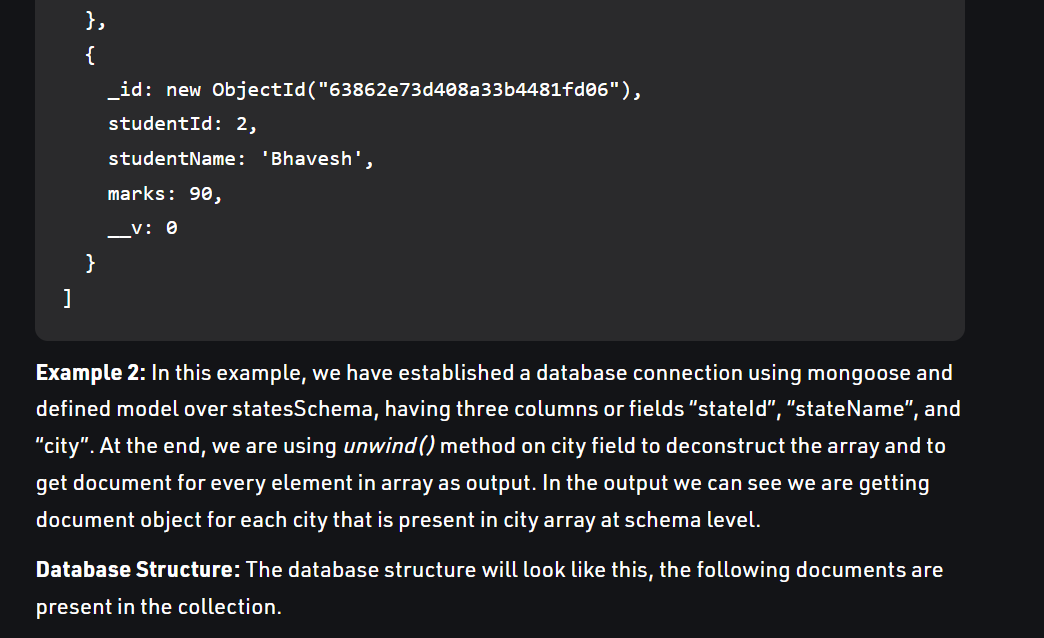 },
{
_id: new ObjectId("63862e73d408a33b4481fd06"),
studentId: 2,
studentName: 'Bhavesh',
marks: 90,
__v: 0
}
]
Example 2: In this example, we have established a database connection using mongoose and
defined model over statesSchema, having three columns or fields “stateId”, “stateName”, and
“city”. At the end, we are using unwind() method on city field to deconstruct the array and to
get document for every element in array as output. In the output we can see we are getting
document object for each city that is present in city array at schema level.
Database Structure: The database structure will look like this, the following documents are
present in the collection.